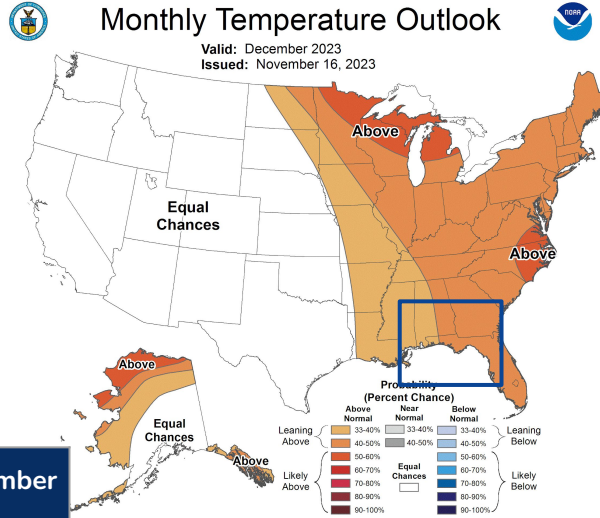 Monthly Temperature Outlook
NOAA
Valid: December 2023
Issued: November 16, 2023
Above
Equal
Chances
Above
Above
Equal
Chances
Above
Probability
(Percent Chance)
Above
Normal
Near
Normal
Below
Normal
Leaning
Above
33-40%
40-50%
50-60%
60-70%
70-80%
80-90%
90-100%
Likely
Above
33-40%
40-50%
Equal
Chances
33-40%
40-50%
50-60%
60-70%
70-80%
80-90%
90-100%
Leaning
Below
Likely
Below
mber